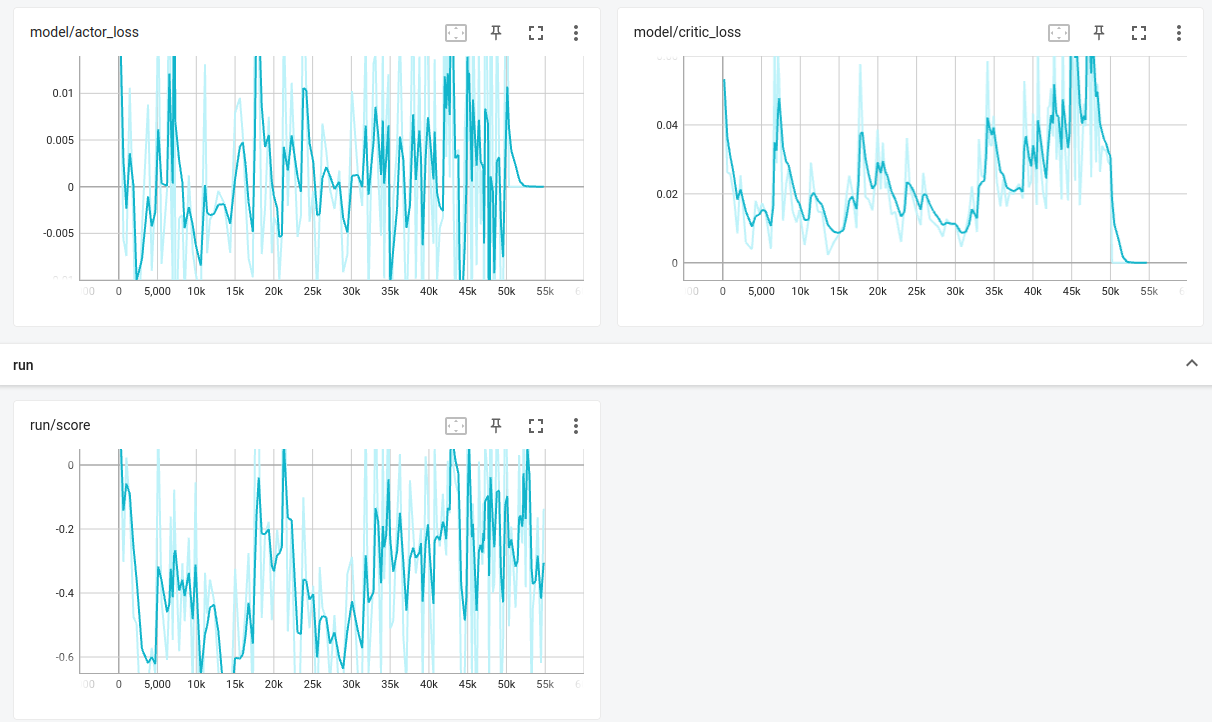 model/actor_loss
0.01
0.005
0
-0.005
0 5,000 10k 15k 20k 25k 30k 35k 40k 45k 50k 55k
model/critic_loss
0.04
0.02
0
0 5,000 10k 15k 20k 25k 30k 35k 40k 45k 50k 55k
run
run/score
0
-0.2
-0.4
-0.6
0 5,000 10k 15k 20k 25k 30k 35k 40k 45k 50k 55k